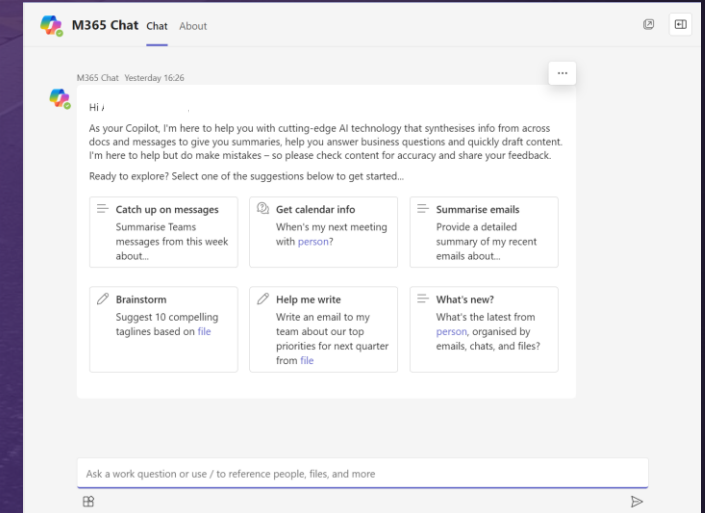 M365 Chat Chat About
M365 Chat Yesterday 16:26
Hi
As your Copilot, I'm here to help you with cutting-edge AI technology that synthesises info from across
docs and messages to give you summaries, help you answer business questions and quickly draft content.
I'm here to help but do make mistakes – so please check content for accuracy and share your feedback.
Ready to explore? Select one of the suggestions below to get started...
Catch up on messages
Summarise Teams
messages from this week
about...
Get calendar info
When's my next meeting
with person?
Summarise emails
Provide a detailed
summary of my recent
emails about...
Brainstorm
Suggest 10 compelling
taglines based on file
Help me write
Write an email to my
team about our top
priorities for next quarter
from file
What's new?
What's the latest from
person, organised by
emails, chats, and files?
Ask a work question or use / to reference people, files, and more